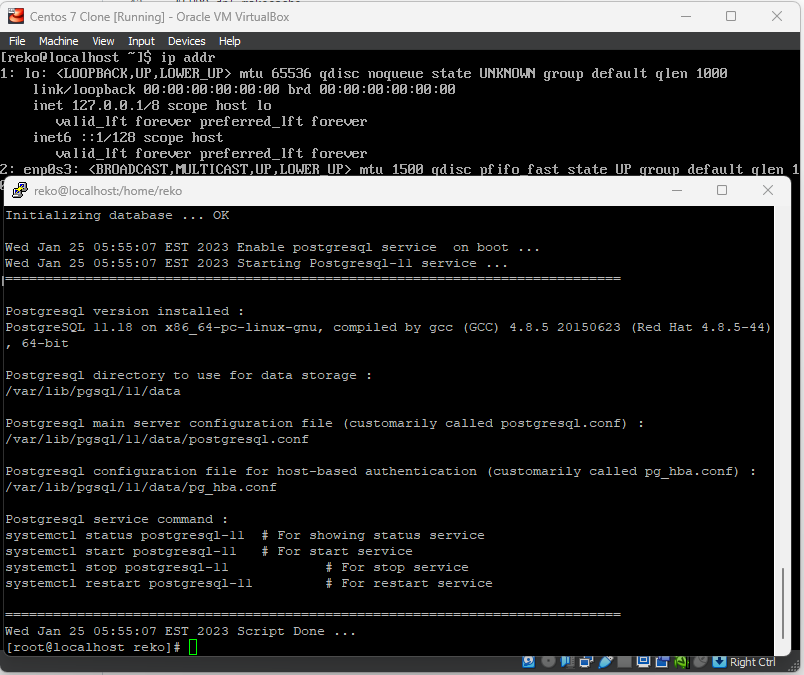 Centos 7 Clone [Running] - Oracle VM VirtualBox
File Machine View Input Devices Help
[reko@localhost ~]$ ip addr
1: lo: <LOOPBACK,UP,LOWER_UP> mtu 65536 qdisc noqueue state UNKNOWN group default qlen 1000
link/loopback 00:00:00:00:00:00 brd 00:00:00:00:00:00
inet 127.0.0.1/8 scope host lo
valid_lft forever preferred_lft forever
inet6 ::1/128 scope host
valid_lft forever preferred_lft forever
2: enp0s3: <BROADCAST,MULTICAST,UP,LOWER_UP> mtu 1500 qdisc pfifo_fast state UP group default qlen 1
reko@localhost:/home/reko
Initializing database ... OK
Wed Jan 25 05:55:07 EST 2023 Enable postgresql service  on boot ...
Wed Jan 25 05:55:07 EST 2023 Starting Postgresql-11 service ...
=============================================================================
Postgresql version installed :
PostgreSQL 11.18 on x86_64-pc-linux-gnu, compiled by gcc (GCC) 4.8.5 20150623 (Red Hat 4.8.5-44)
, 64-bit
Postgresql directory to use for data storage :
/var/lib/pgsql/11/data
Postgresql main server configuration file (customarily called postgresql.conf) :
/var/lib/pgsql/11/data/postgresql.conf
Postgresql configuration file for host-based authentication (customarily called pg_hba.conf) :
/var/lib/pgsql/11/data/pg_hba.conf
Postgresql service command :
systemctl status postgresql-11  # For showing status service
systemctl start postgresql-11   # For start service
systemctl stop postgresql-11            # For stop service
systemctl restart postgresql-11         # For restart service
=============================================================================
Wed Jan 25 05:55:07 EST 2023 Script Done ...
[root@localhost reko]#
Right Ctrl